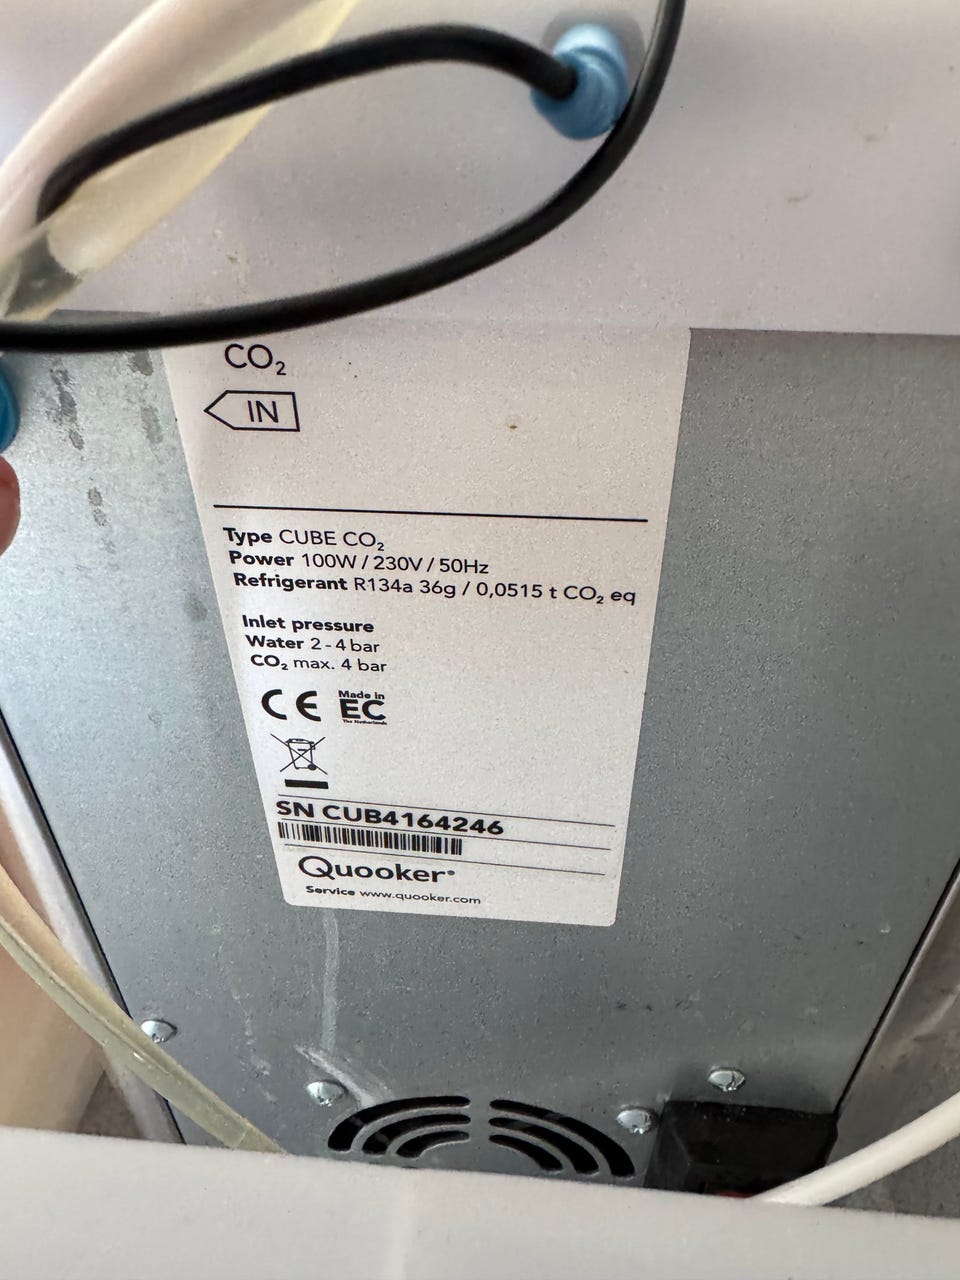 CO₂
IN
Type CUBE CO₂
Power 100W / 230V / 50Hz
Refrigerant R134a 36g / 0,0515 t CO₂ eq
Inlet pressure
Water 2 - 4 bar
CO₂ max. 4 bar
CE
Made in
EC
The Netherlands
SN CUB4164246
Quooker®
Service www.quooker.com